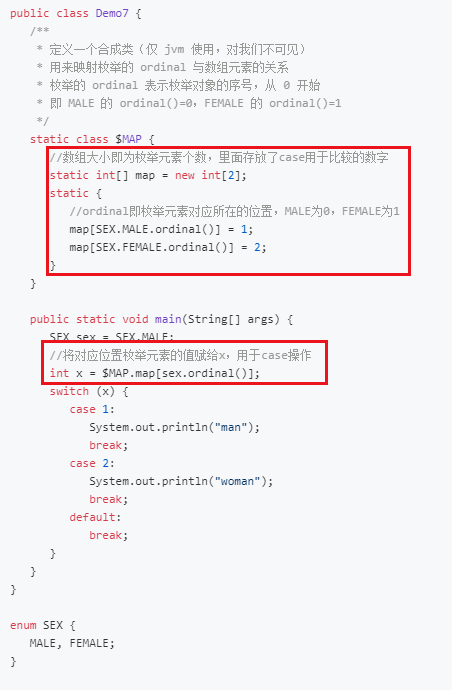 public class Demo7 {
/**
* 定义一个合成类（仅 jvm 使用，对我们不可见）
* 用来映射枚举的 ordinal 与数组元素的关系
* 枚举的 ordinal 表示枚举对象的序号，从 0 开始
* 即 MALE 的 ordinal()=0，FEMALE 的 ordinal()=1
*/
static class $MAP {
//数组大小即为枚举元素个数，里面存放了case用于比较的数字
static int[] map = new int[2];
static {
//ordinal即枚举元素对应所在的位置，MALE为0，FEMALE为1
map[SEX.MALE.ordinal()] = 1;
map[SEX.FEMALE.ordinal()] = 2;
}
}
public static void main(String[] args) {
SEX sex = SEX.MALE;
//将对应位置枚举元素的值赋给x，用于case操作
int x = $MAP.map[sex.ordinal()];
switch (x) {
case 1:
System.out.println("man");
break;
case 2:
System.out.println("woman");
break;
default:
break;
}
}
}
enum SEX {
MALE, FEMALE;
}